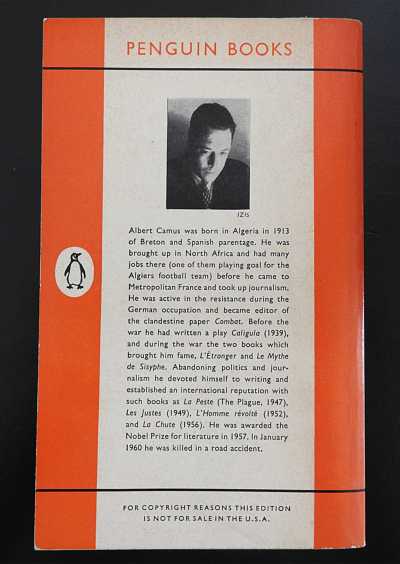 PENGUIN BOOKS
IZIS
Albert Camus was born in Algeria in 1913
of Breton and Spanish parentage. He was
brought up in North Africa and had many
jobs there (one of them playing goal for the
Algiers football team) before he came to
Metropolitan France and took up journalism.
He was active in the resistance during the
German occupation and became editor of
the clandestine paper Combat. Before the
war he had written a play Caligula (1939),
and during the war the two books which
brought him fame, L'Étranger and Le Mythe
de Sisyphe. Abandoning politics and jour-
nalism he devoted himself to writing and
established an international reputation with
such books as La Peste (The Plague, 1947),
Les Justes (1949), L'Homme révolté (1952),
and La Chute (1956). He was awarded the
Nobel Prize for literature in 1957. In January
1960 he was killed in a road accident.
FOR COPYRIGHT REASONS THIS EDITION
IS NOT FOR SALE IN THE U.S.A.